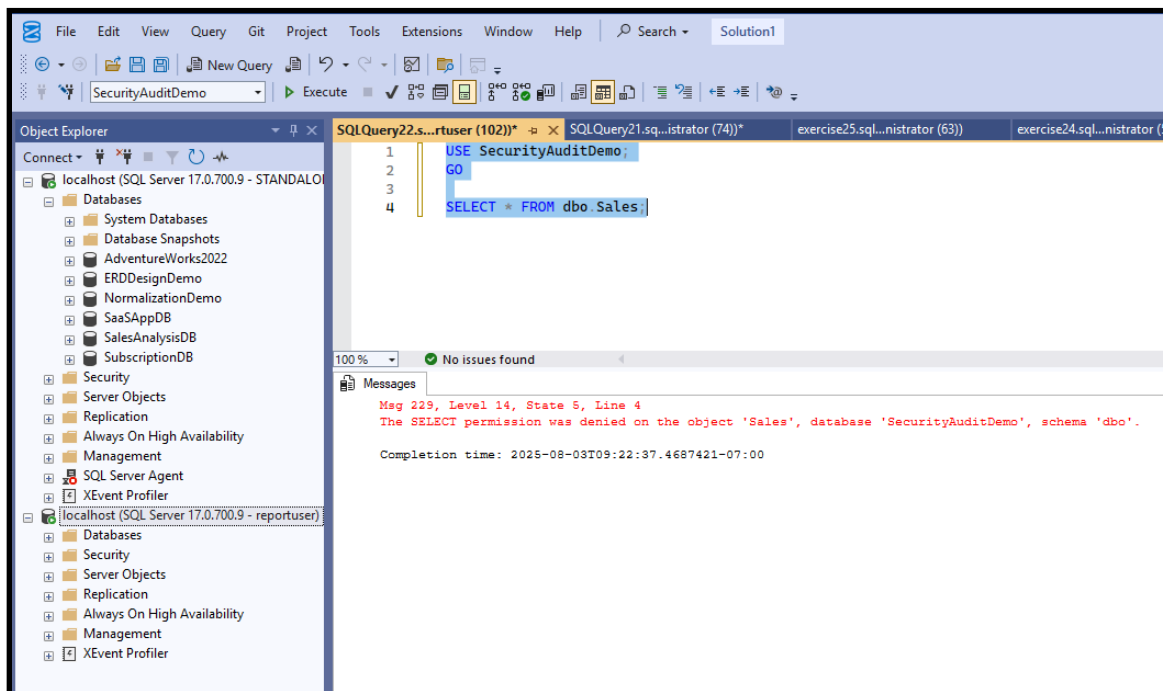 File Edit View Query Git Project Tools Extensions Window Help Search Solution1
New Query
SecurityAuditDemo Execute
Object Explorer
Connect
localhost (SQL Server 17.0.700.9 - STANDALO
Databases
System Databases
Database Snapshots
AdventureWorks2022
ERDDesignDemo
NormalizationDemo
SaaSAppDB
SalesAnalysisDB
SubscriptionDB
Security
Server Objects
Replication
Always On High Availability
Management
SQL Server Agent
XEvent Profiler
localhost (SQL Server 17.0.700.9 - reportuser)
Databases
Security
Server Objects
Replication
Always On High Availability
Management
XEvent Profiler
SQLQuery22.s...rtuser (102))* SQLQuery21.sq...istrator (74))* exercise25.sql...nistrator (63)) exercise24.sql...nistrator (
1 USE SecurityAuditDemo;
2 GO
3
4 SELECT * FROM dbo.Sales;
100 % No issues found
Messages
Msg 229, Level 14, State 5, Line 4
The SELECT permission was denied on the object 'Sales', database 'SecurityAuditDemo', schema 'dbo'.
Completion time: 2025-08-03T09:22:37.4687421-07:00